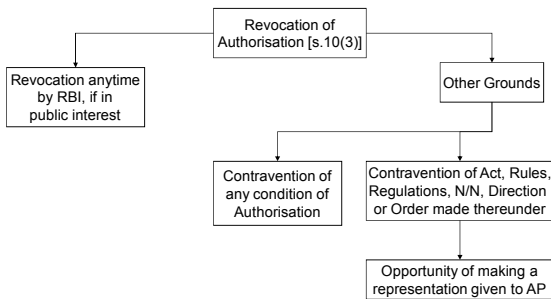 Revocation of
Authorisation [s.10(3)]
Revocation anytime
by RBI, if in
public interest
Other Grounds
Contravention of
any condition of
Authorisation
Contravention of Act, Rules,
Regulations, N/N, Direction
or Order made thereunder
Opportunity of making a
representation given to AP